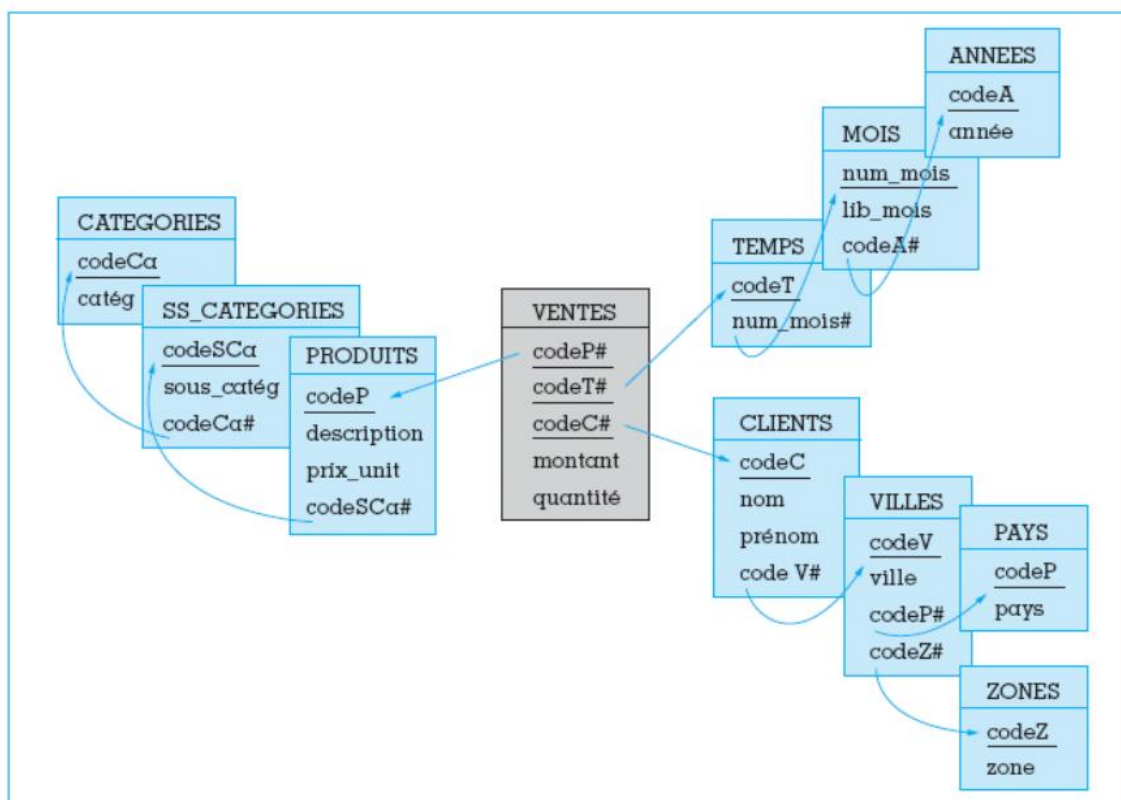 CATEGORIES
codeCa
catég
SS_CATEGORIES
codeSCa
sous_catég
codeCa#
PRODUITS
codeP
description
prix_unit
codeSCa#
VENTES
codeP#
codeT#
codeC#
montant
quantité
TEMPS
codeT
num_mois#
MOIS
num_mois
lib_mois
codeA#
ANNEES
codeA
année
CLIENTS
codeC
nom
prénom
code V#
VILLES
codeV
ville
codeP#
codeZ#
PAYS
codeP
pays
ZONES
codeZ
zone